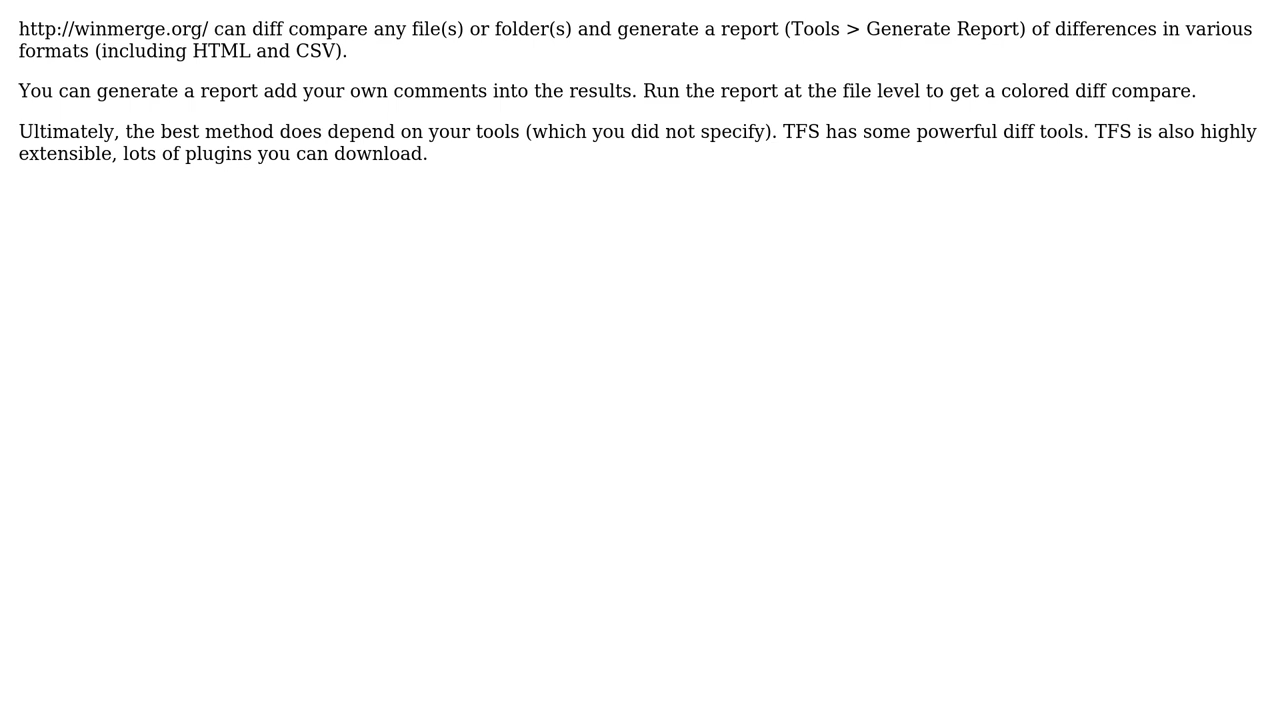 http://winmerge.org/ can diff compare any file(s) or folder(s) and generate a report (Tools > Generate Report) of differences in various
formats (including HTML and CSV).
You can generate a report add your own comments into the results. Run the report at the file level to get a colored diff compare.
Ultimately, the best method does depend on your tools (which you did not specify). TFS has some powerful diff tools. TFS is also highly
extensible, lots of plugins you can download.